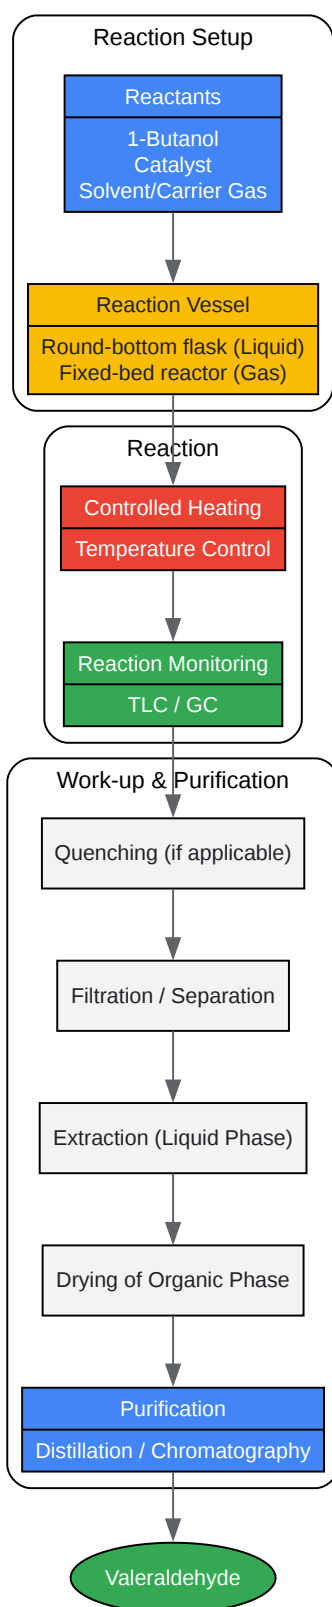 Reaction Setup
Reactants
1-Butanol
Catalyst
Solvent/Carrier Gas
Reaction Vessel
Round-bottom flask (Liquid)
Fixed-bed reactor (Gas)
Reaction
Controlled Heating
Temperature Control
Reaction Monitoring
TLC / GC
Work-up & Purification
Quenching (if applicable)
Filtration / Separation
Extraction (Liquid Phase)
Drying of Organic Phase
Purification
Distillation / Chromatography
Valeraldehyde